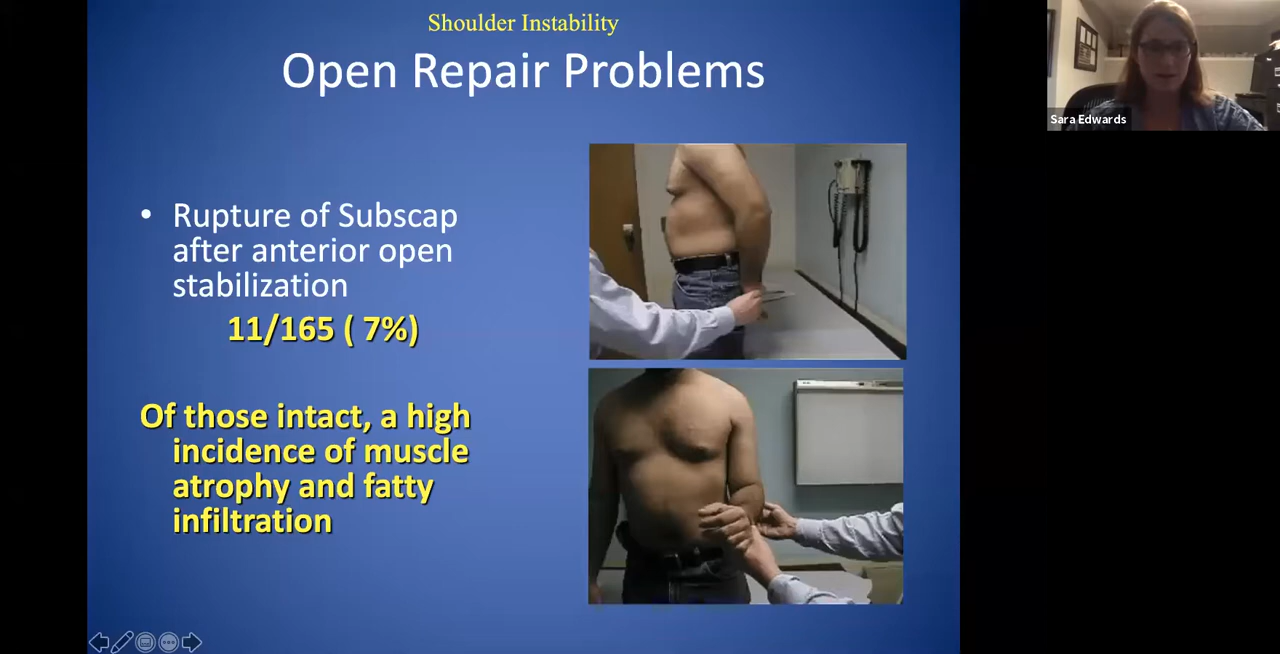 Shoulder Instability
Open Repair Problems
• Rupture of Subscap
after anterior open
stabilization
11/165 ( 7%)
Of those intact, a high
incidence of muscle
atrophy and fatty
infiltration
Sara Edwards